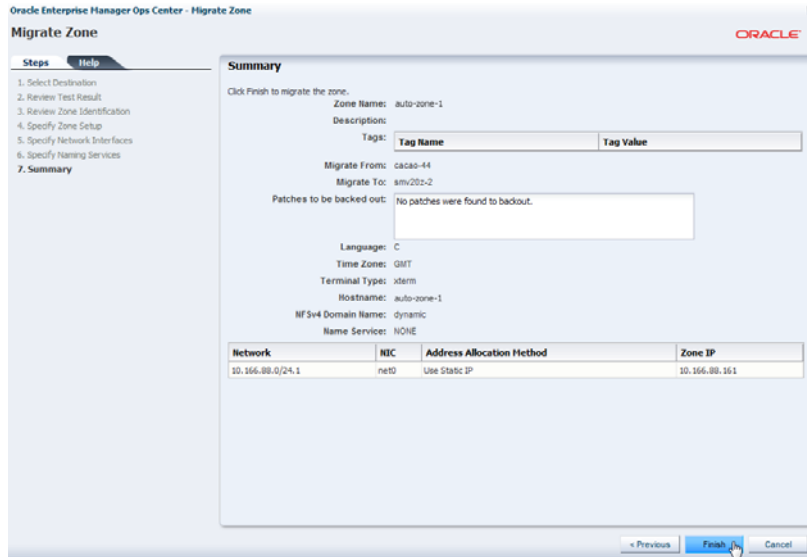 Oracle Enterprise Manager Ops Center - Migrate Zone
Migrate Zone
ORACLE
Steps Help
1. Select Destination
2. Review Test Result
3. Review Zone Identification
4. Specify Zone Setup
5. Specify Network Interfaces
6. Specify Naming Services
7. Summary
Summary
Click Finish to migrate the zone.
Zone Name: auto-zone-1
Description:
Tags: Tag Name Tag Value
Migrate From: cacao-44
Migrate To: smv20z-2
Patches to be backed out: No patches were found to backout.
Language: C
Time Zone: GMT
Terminal Type: xterm
Hostname: auto-zone-1
NFSv4 Domain Name: dynamic
Name Service: NONE
Network NIC Address Allocation Method Zone IP
10.166.88.0/24.1 net0 Use Static IP 10.166.88.161
< Previous Finish Cancel